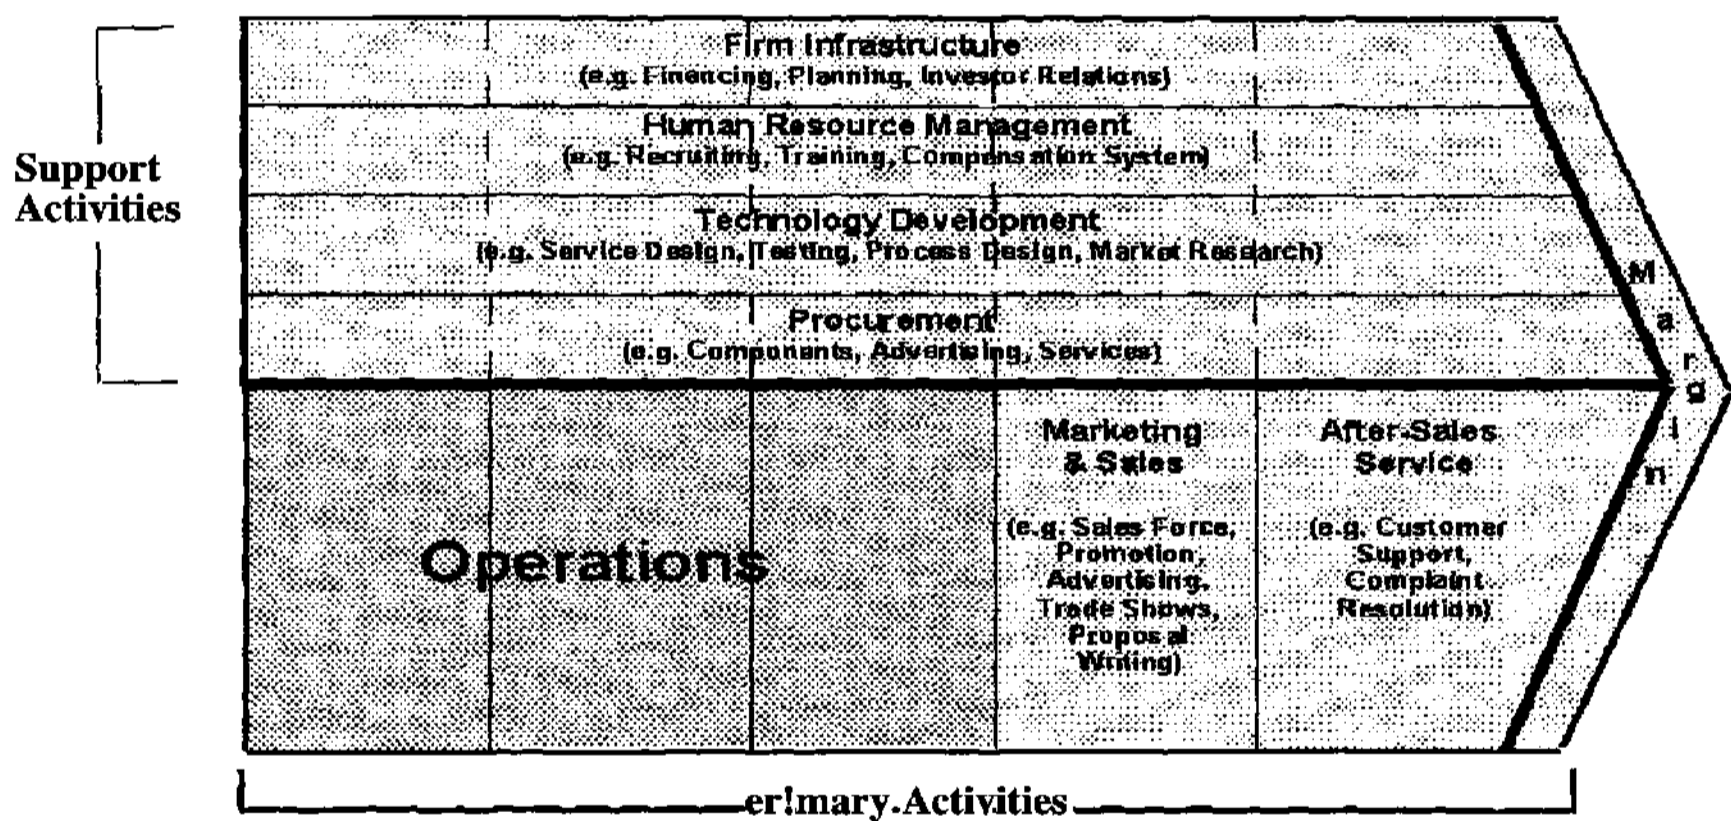 Firm Infrastructure
(e.g. Financing, Planning, Investor Relations)
Human Resource Management
(e.g. Recruiting, Training, Compensation System)
Support
Activities
Technology Development
(e.g. Service Design, Testing, Process Design, Market Research)
Procurement
(e.g. Components, Advertising, Services)
Margin
Operations
Marketing
& Sales
(e.g. Sales Force,
Promotion,
Advertising,
Trade Shows,
Proposal
Writing)
After-Sales
Service
(e.g. Customer
Support,
Complaint
Resolution)
er!mary.Activities